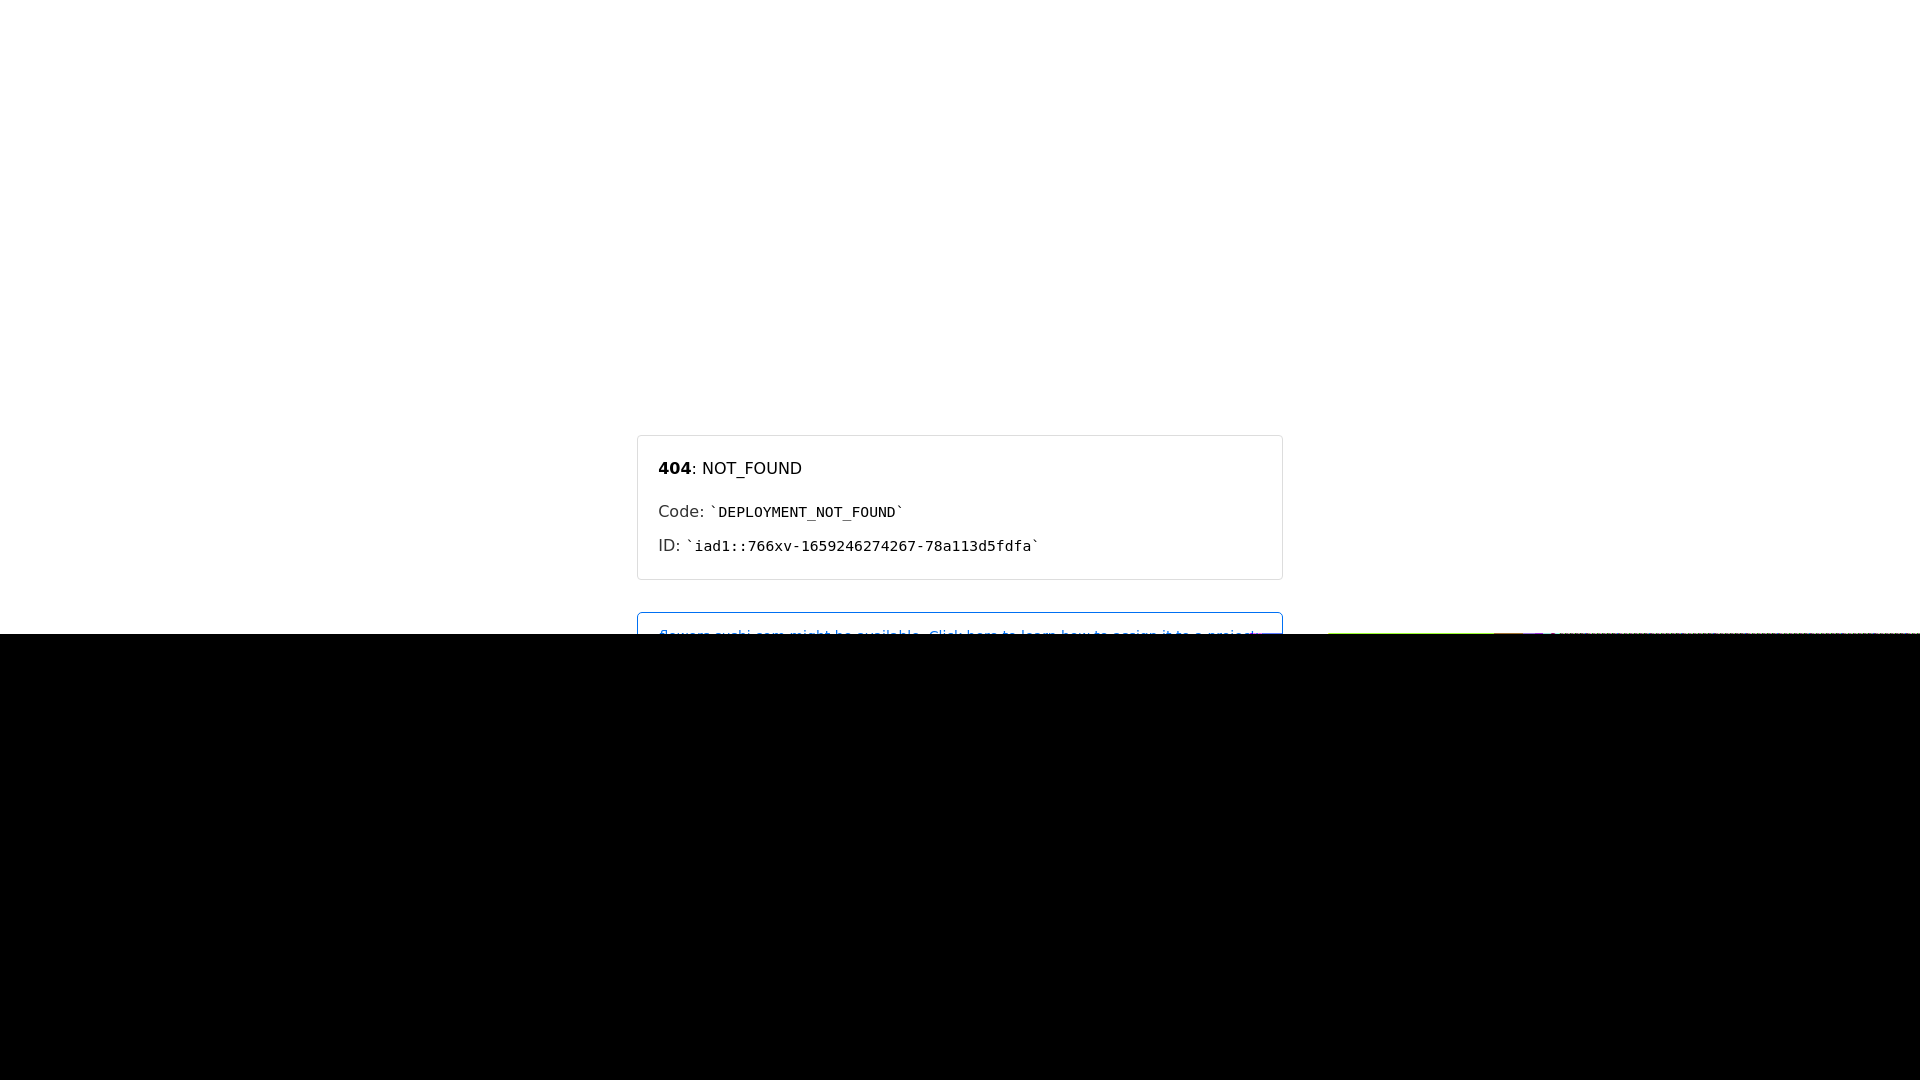 404: NOT_FOUND
Code: `DEPLOYMENT_NOT_FOUND`
ID: `iad1::766xv-1659246274267-78a113d5fdfa`
might be available. Click here to learn how to assign it to a project.